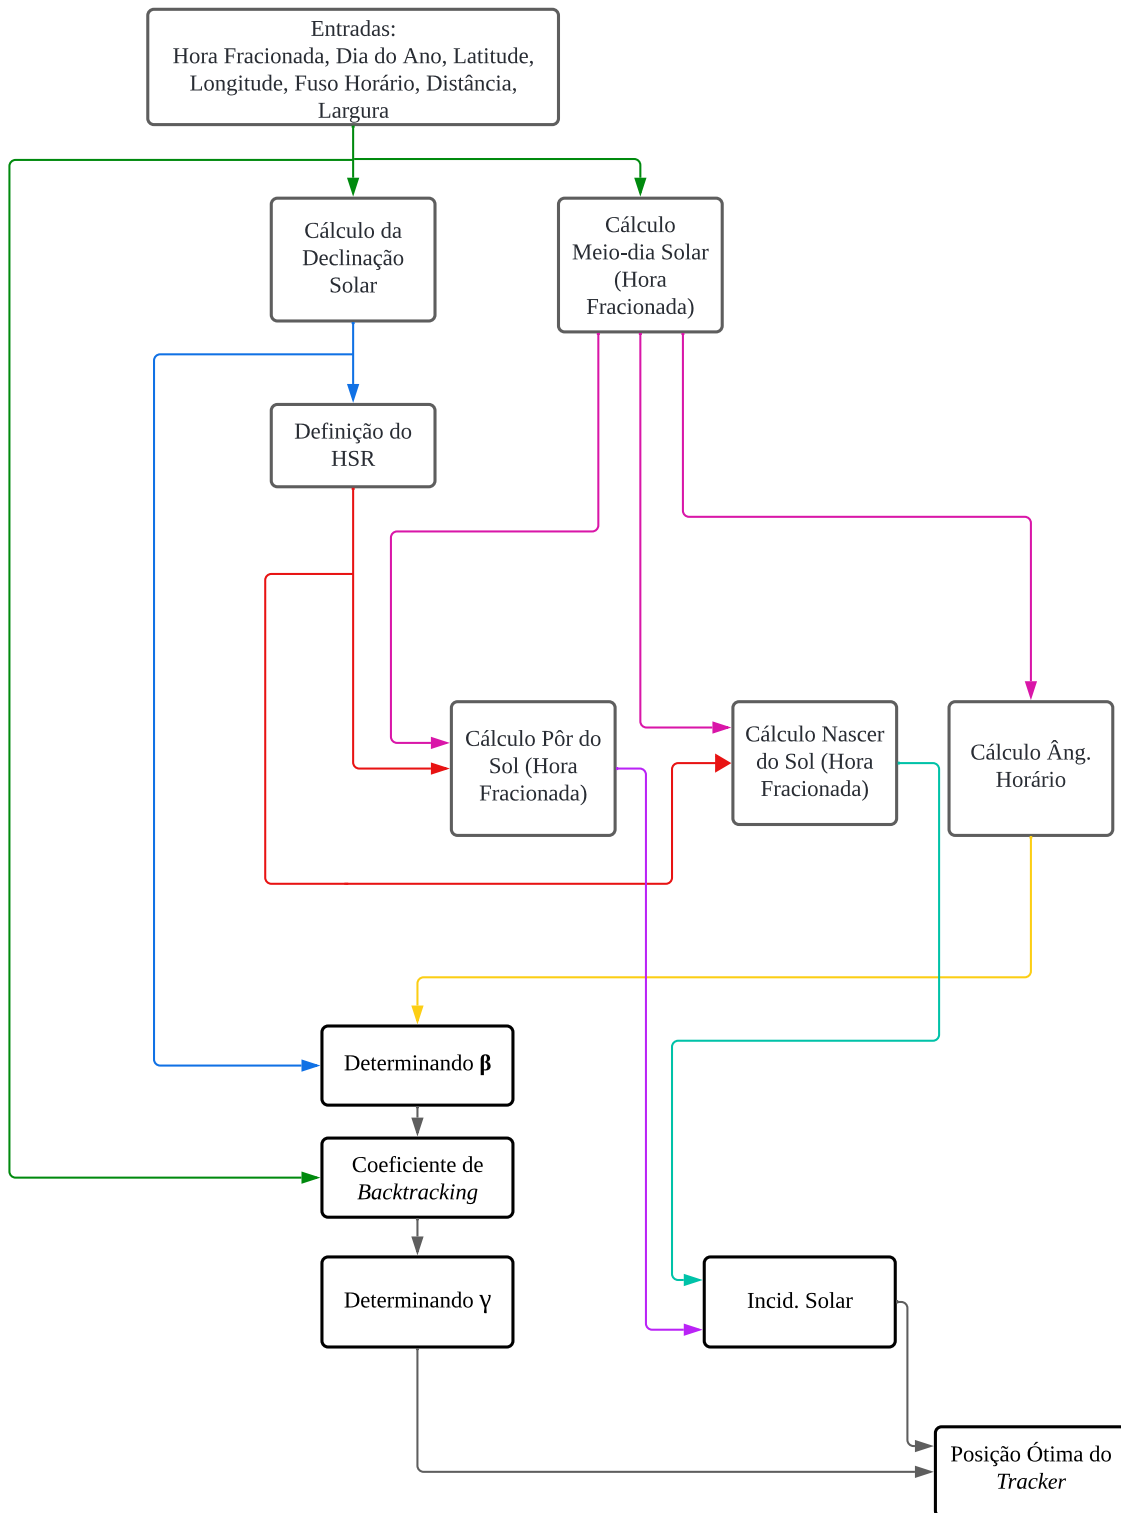 Entradas:
Hora Fracionada, Dia do Ano, Latitude,
Longitude, Fuso Horário, Distância,
Largura
Cálculo da
Declinação
Solar
Cálculo
Meio-dia Solar
(Hora
Fracionada)
Definição do
HSR
Cálculo Pôr do
Sol (Hora
Fracionada)
Cálculo Nascer
do Sol (Hora
Fracionada)
Cálculo Âng.
Horário
Determinando β
Coeficiente de
Backtracking
Determinando γ
Incid. Solar
Posição Ótima do
Tracker